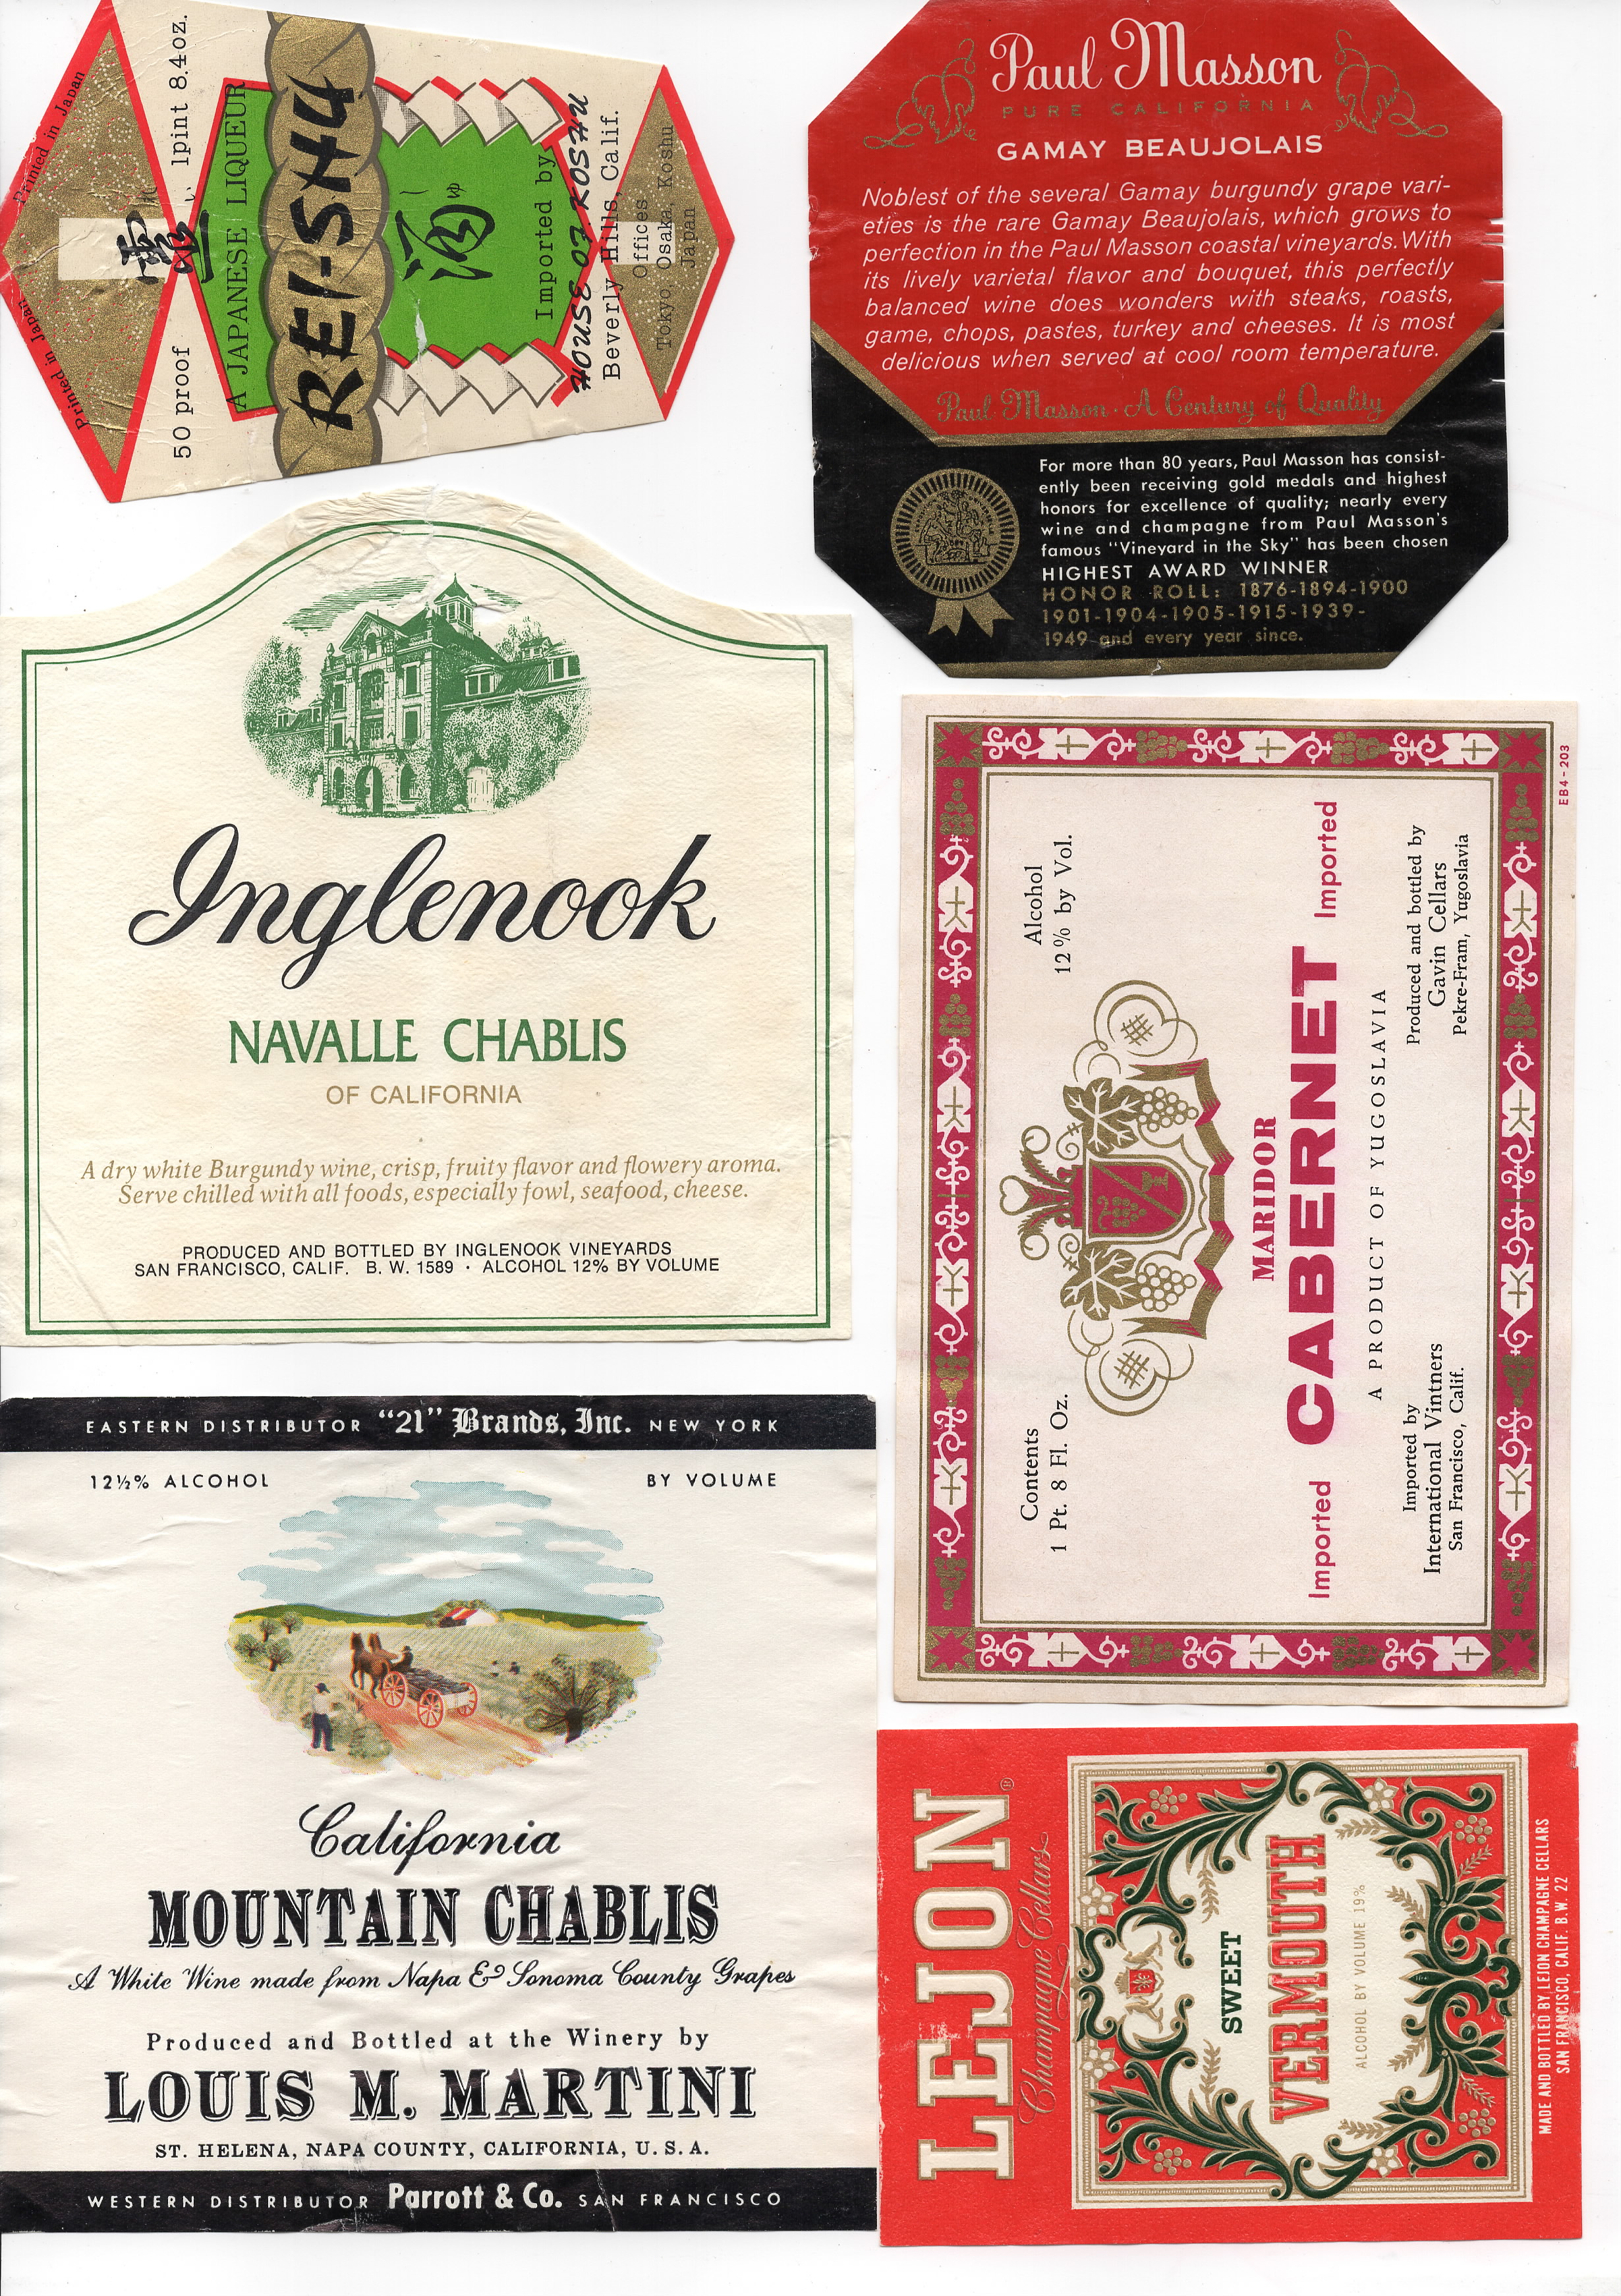 Printed in Japan
Printed in Japan
50 proof
1pint 8.4oz.
A JAPANESE LIQUEUR
REI-SHU
酒
Imported by
HOUSE OF KOSHU
Beverly Hills, Calif.
Offices
Tokyo, Osaka, Koshu
Japan
Paul Masson
PURE CALIFORNIA
GAMAY BEAUJOLAIS
Noblest of the several Gamay burgundy grape vari-
eties is the rare Gamay Beaujolais, which grows to
perfection in the Paul Masson coastal vineyards. With
its lively varietal flavor and bouquet, this perfectly
balanced wine does wonders with steaks, roasts,
game, chops, pastes, turkey and cheeses. It is most
delicious when served at cool room temperature.
Paul Masson · A Century of Quality
For more than 80 years, Paul Masson has consist-
ently been receiving gold medals and highest
honors for excellence of quality; nearly every
wine and champagne from Paul Masson's
famous "Vineyard in the Sky" has been chosen
HIGHEST AWARD WINNER
HONOR ROLL: 1876-1894-1900
1901-1904-1905-1915-1939-
1949 and every year since.
Inglenook
NAVALLE CHABLIS
OF CALIFORNIA
A dry white Burgundy wine, crisp, fruity flavor and flowery aroma.
Serve chilled with all foods, especially fowl, seafood, cheese.
PRODUCED AND BOTTLED BY INGLENOOK VINEYARDS
SAN FRANCISCO, CALIF. B. W. 1589 · ALCOHOL 12% BY VOLUME
EB4-203
Contents
1 Pt. 8 Fl. Oz.
Alcohol
12% by Vol.
MARIDOR
Imported CABERNET Imported
A PRODUCT OF YUGOSLAVIA
Imported by
International Vintners
San Francisco, Calif.
Produced and bottled by
Gavin Cellars
Pekre-Fram, Yugoslavia
EASTERN DISTRIBUTOR "21" Brands, Inc. NEW YORK
12½% ALCOHOL BY VOLUME
California
MOUNTAIN CHABLIS
A White Wine made from Napa & Sonoma County Grapes
Produced and Bottled at the Winery by
LOUIS M. MARTINI
ST. HELENA, NAPA COUNTY, CALIFORNIA, U. S. A.
WESTERN DISTRIBUTOR Parrott & Co. SAN FRANCISCO
LEJON®
Champagne Cellars
SWEET
VERMOUTH
ALCOHOL BY VOLUME 19%
MADE AND BOTTLED BY LEJON CHAMPAGNE CELLARS
SAN FRANCISCO, CALIF. B.W. 22